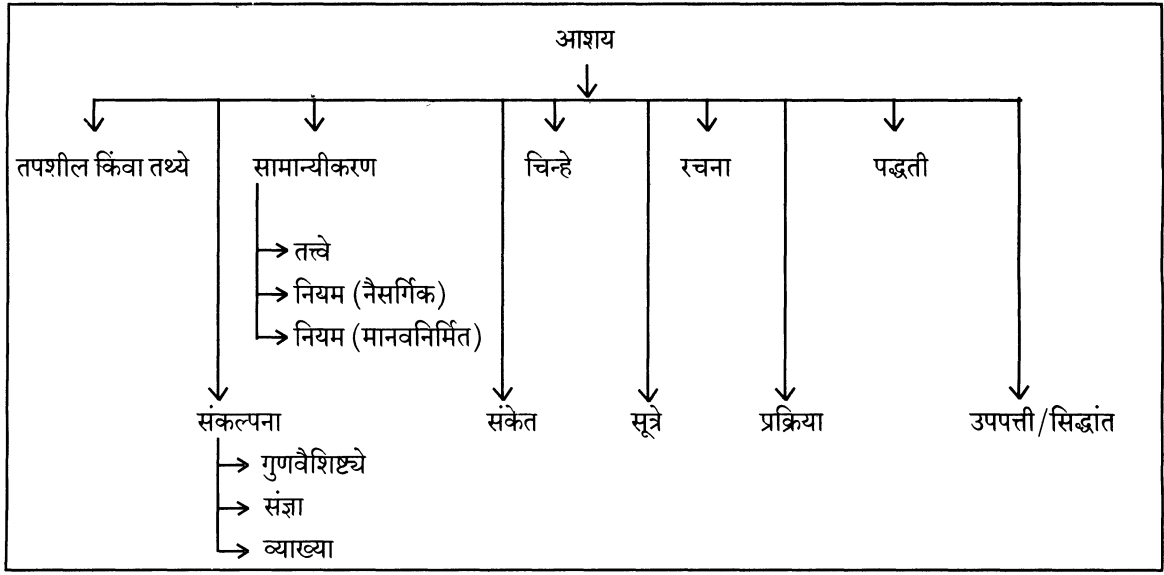 आशय
तपशील किंवा तथ्ये सामान्यीकरण चिन्हे रचना पद्धती
तत्त्वे
नियम (नैसर्गिक)
नियम (मानवनिर्मित)
संकल्पना संकेत सूत्रे प्रक्रिया उपपत्ती/सिद्धांत
गुणवैशिष्ट्ये
संज्ञा
व्याख्या